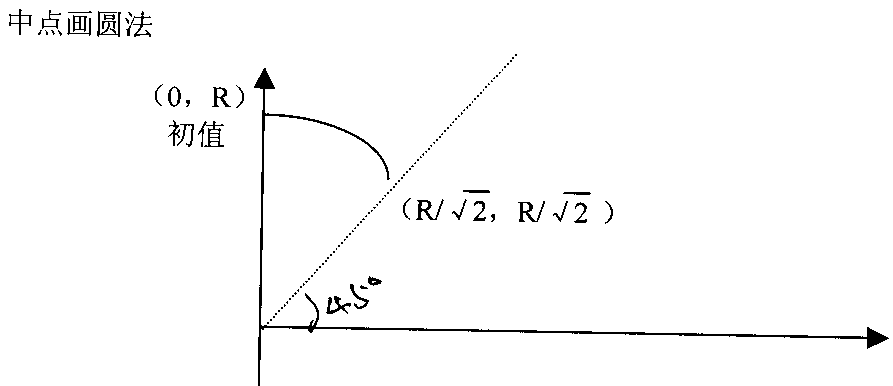 中点画圆法
（0，R）
初值
（R/√2，R/√2 ）
45°